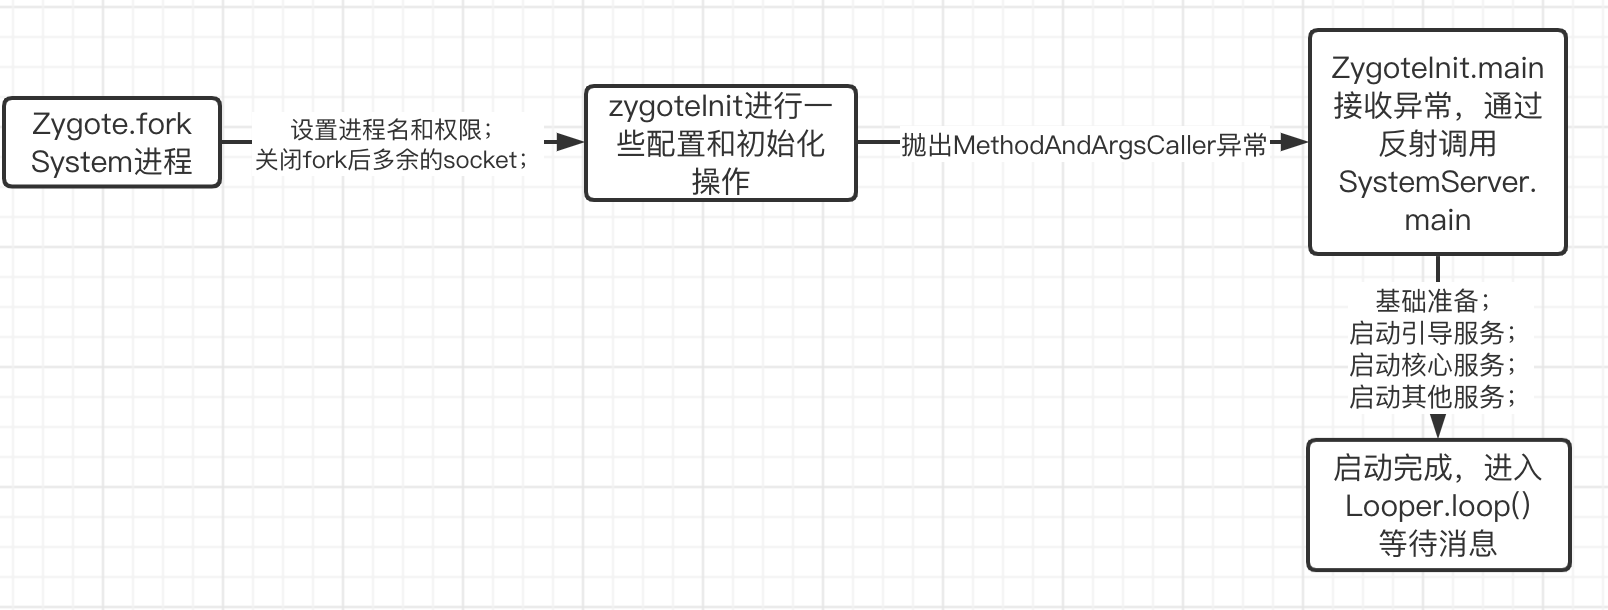 Zygote.fork
System进程
设置进程名和权限；
关闭fork后多余的socket；
zygoteInit进行一
些配置和初始化
操作
抛出MethodAndArgsCaller异常
ZygoteInit.main
接收异常，通过
反射调用
SystemServer.
main
基础准备；
启动引导服务；
启动核心服务；
启动其他服务；
启动完成，进入
Looper.loop()
等待消息